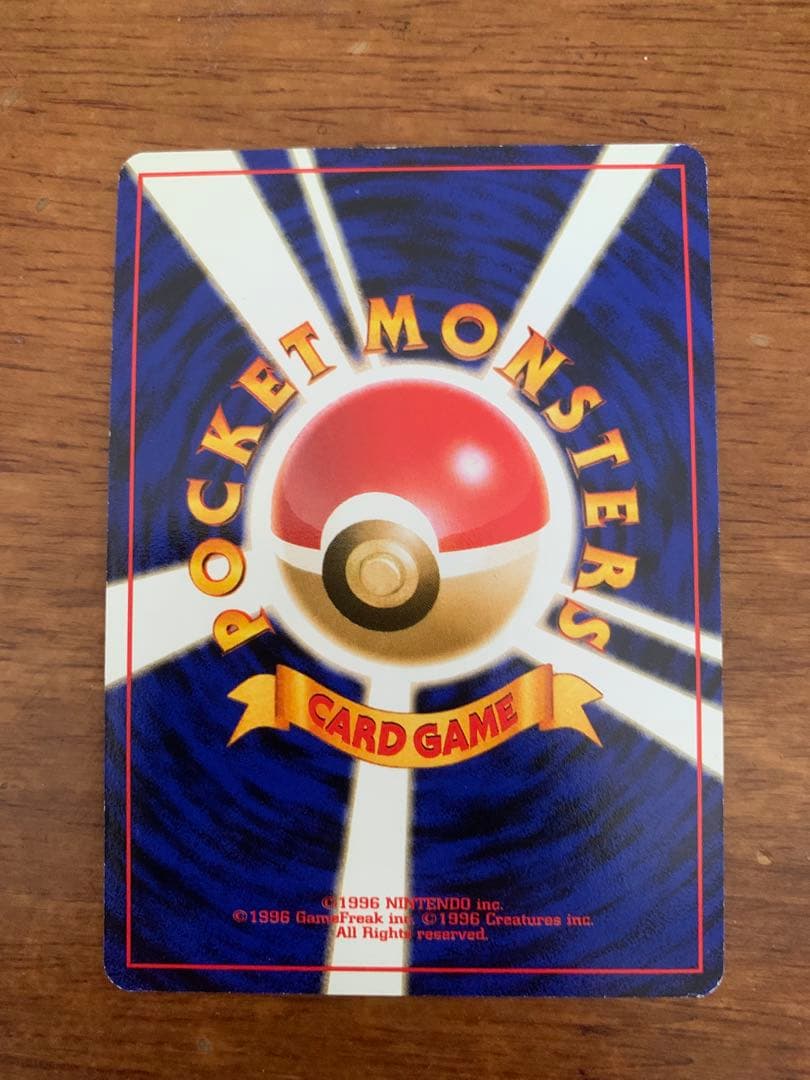 POCKET MONSTERS
CARD GAME
©1996 NINTENDO inc.
©1996 GameFreak inc. ©1996 Creatures inc.
All Rights reserved.